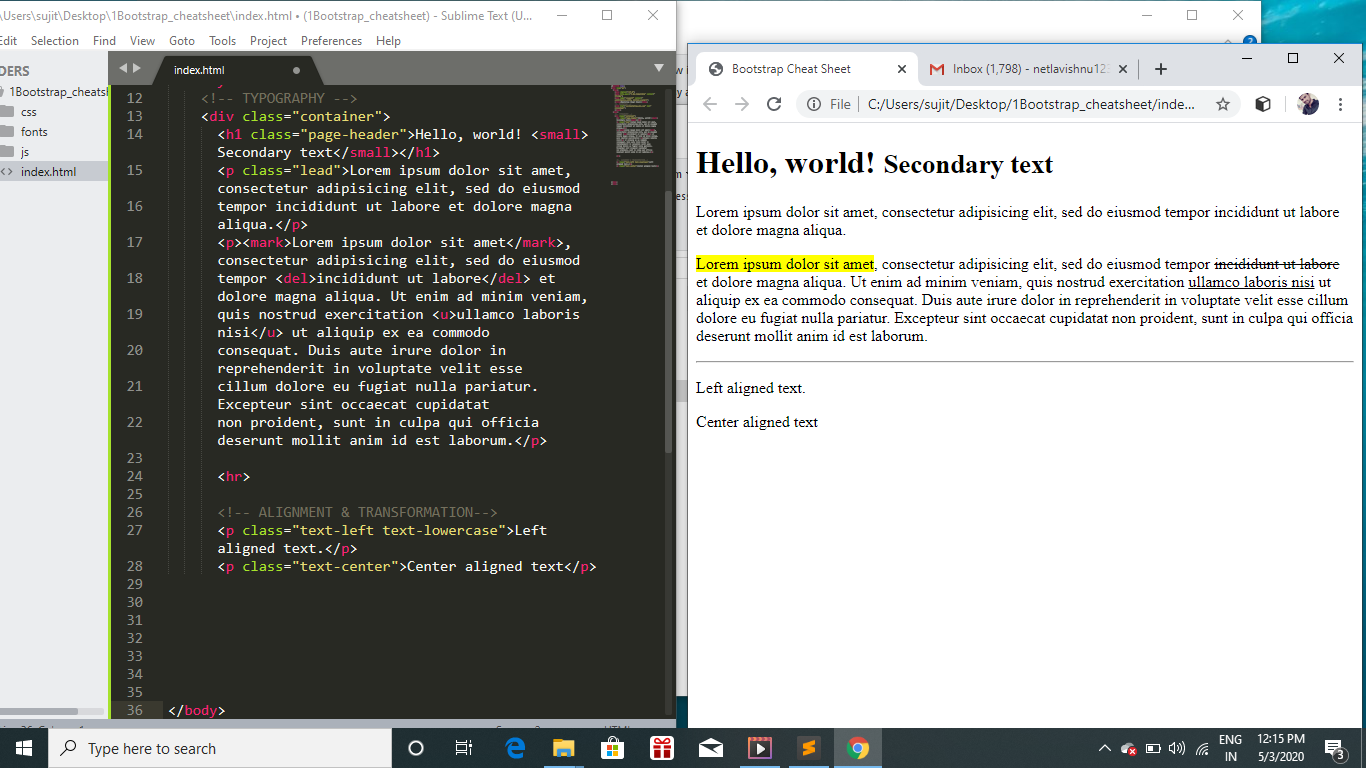 \Users\sujit\Desktop\1Bootstrap_cheatsheet\index.html • (1Bootstrap_cheatsheet) - Sublime Text (U...
Edit Selection Find View Goto Tools Project Preferences Help
DERS
1Bootstrap_cheats
css
fonts
js
index.html
index.html
12 <!-- TYPOGRAPHY -->
13 <div class="container">
14 <h1 class="page-header">Hello, world! <small>
Secondary text</small></h1>
15 <p class="lead">Lorem ipsum dolor sit amet,
consectetur adipisicing elit, sed do eiusmod
16 tempor incididunt ut labore et dolore magna
aliqua.</p>
17 <p><mark>Lorem ipsum dolor sit amet</mark>,
consectetur adipisicing elit, sed do eiusmod
18 tempor <del>incididunt ut labore</del> et
dolore magna aliqua. Ut enim ad minim veniam,
19 quis nostrud exercitation <u>ullamco laboris
nisi</u> ut aliquip ex ea commodo
20 consequat. Duis aute irure dolor in
reprehenderit in voluptate velit esse
21 cillum dolore eu fugiat nulla pariatur.
Excepteur sint occaecat cupidatat
22 non proident, sunt in culpa qui officia
deserunt mollit anim id est laborum.</p>
23
24 <hr>
25
26 <!-- ALIGNMENT & TRANSFORMATION-->
27 <p class="text-left text-lowercase">Left
aligned text.</p>
28 <p class="text-center">Center aligned text</p>
29
30
31
32
33
34
35
36 </body>
Bootstrap Cheat Sheet
Inbox (1,798) - netlavishnu123
File C:/Users/sujit/Desktop/1Bootstrap_cheatsheet/inde...
Hello, world! Secondary text
Lorem ipsum dolor sit amet, consectetur adipisicing elit, sed do eiusmod tempor incididunt ut labore
et dolore magna aliqua.
Lorem ipsum dolor sit amet, consectetur adipisicing elit, sed do eiusmod tempor incididunt ut labore
et dolore magna aliqua. Ut enim ad minim veniam, quis nostrud exercitation ullamco laboris nisi ut
aliquip ex ea commodo consequat. Duis aute irure dolor in reprehenderit in voluptate velit esse cillum
dolore eu fugiat nulla pariatur. Excepteur sint occaecat cupidatat non proident, sunt in culpa qui officia
deserunt mollit anim id est laborum.
Left aligned text.
Center aligned text
Type here to search
ENG
IN
12:15 PM
5/3/2020
3